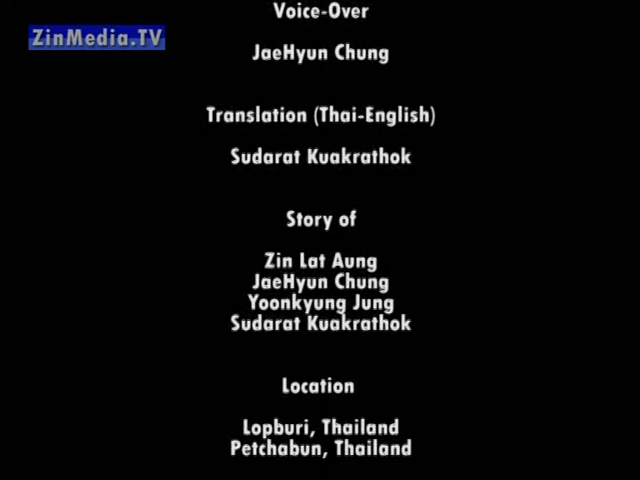 Voice-Over
ZinMedia.TV
JaeHyun Chung
Translation (Thai-English)
Sudarat Kuakrathok
Story of
Zin Lat Aung
JaeHyun Chung
Yoonkyung Jung
Sudarat Kuakrathok
Location
Lopburi, Thailand
Petchabun, Thailand